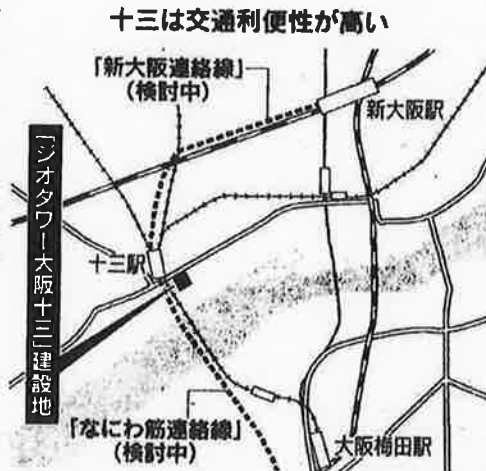 十三は交通利便性が高い
「新大阪連絡線」
(検討中)
新大阪駅
「ジオタワー大阪十三」建設地
十三駅
「なにわ筋連絡線」
(検討中)
大阪梅田駅